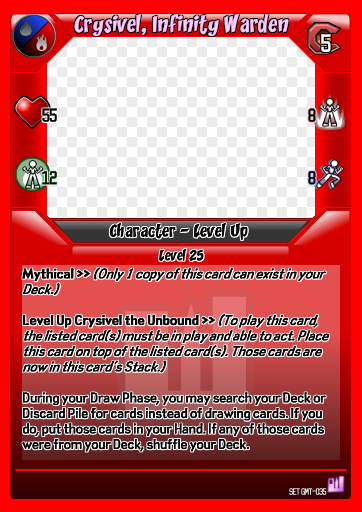 Crysivel, Infinity Warden
5
55
8
12
8
Character - Level Up
Level 25
Mythical >> (Only 1 copy of this card can exist in your
Deck.)
Level Up Crysivel the Unbound >> (To play this card,
the listed card(s) must be in play and able to act. Place
this card on top of the listed card(s). Those cards are
now in this card's Stack.)
During your Draw Phase, you may search your Deck or
Discard Pile for cards instead of drawing cards. If you
do, put those cards in your Hand. If any of those cards
were from your Deck, shuffle your Deck.
SET GMT-035